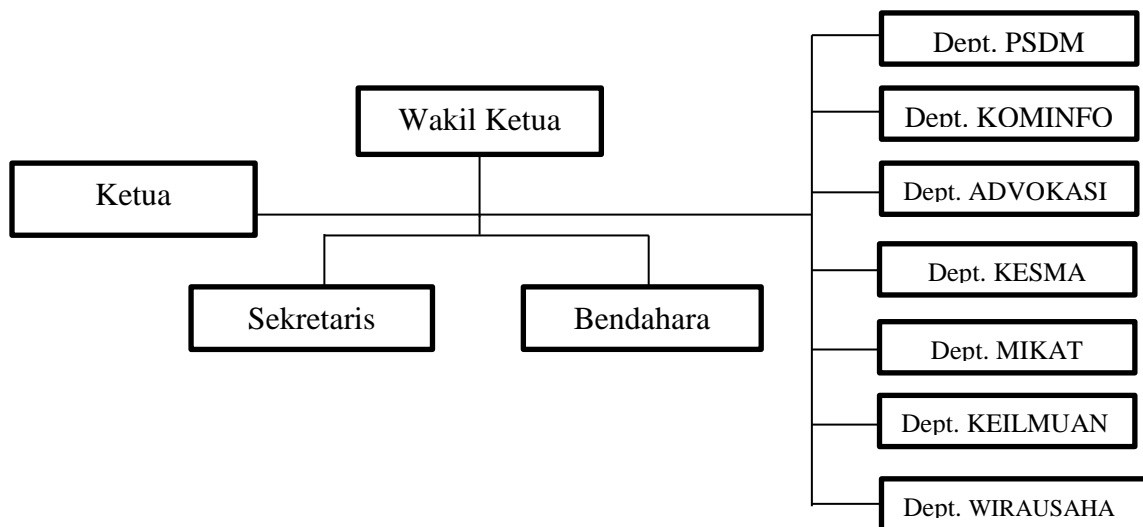 Dept. PSDM
Wakil Ketua
Dept. KOMINFO
Ketua
Dept. ADVOKASI
Dept. KESMA
Sekretaris
Bendahara
Dept. MIKAT
Dept. KEILMUAN
Dept. WIRAUSAHA